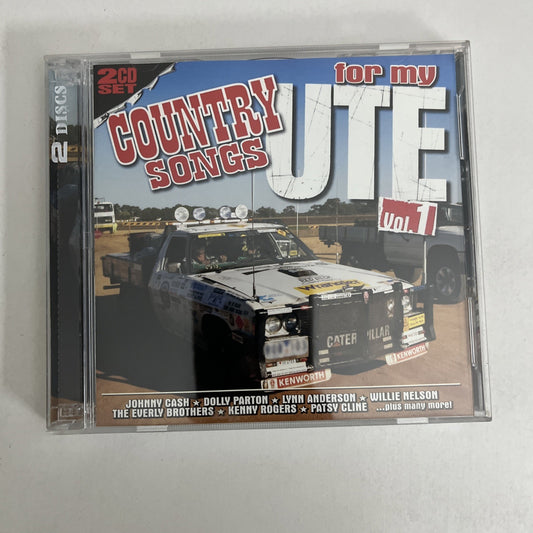 2CD
SET
for my
COUNTRY
SONGS
UTE
Vol.1
2 DISCS
Wrangler
CATERPILLAR
KENWORTH
KENWORTH
JOHNNY CASH ★ DOLLY PARTON ★ LYNN ANDERSON ★ WILLIE NELSON
THE EVERLY BROTHERS ★ KENNY ROGERS ★ PATSY CLINE ...plus many more!